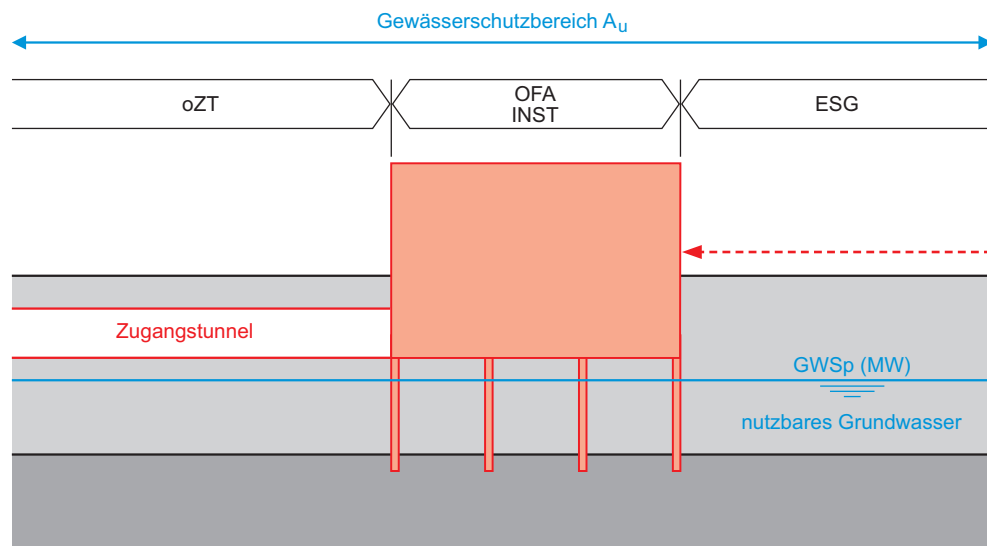 Gewässerschutzbereich Au
oZT
OFA
INST
ESG
Zugangstunnel
GWSp (MW)
nutzbares Grundwasser